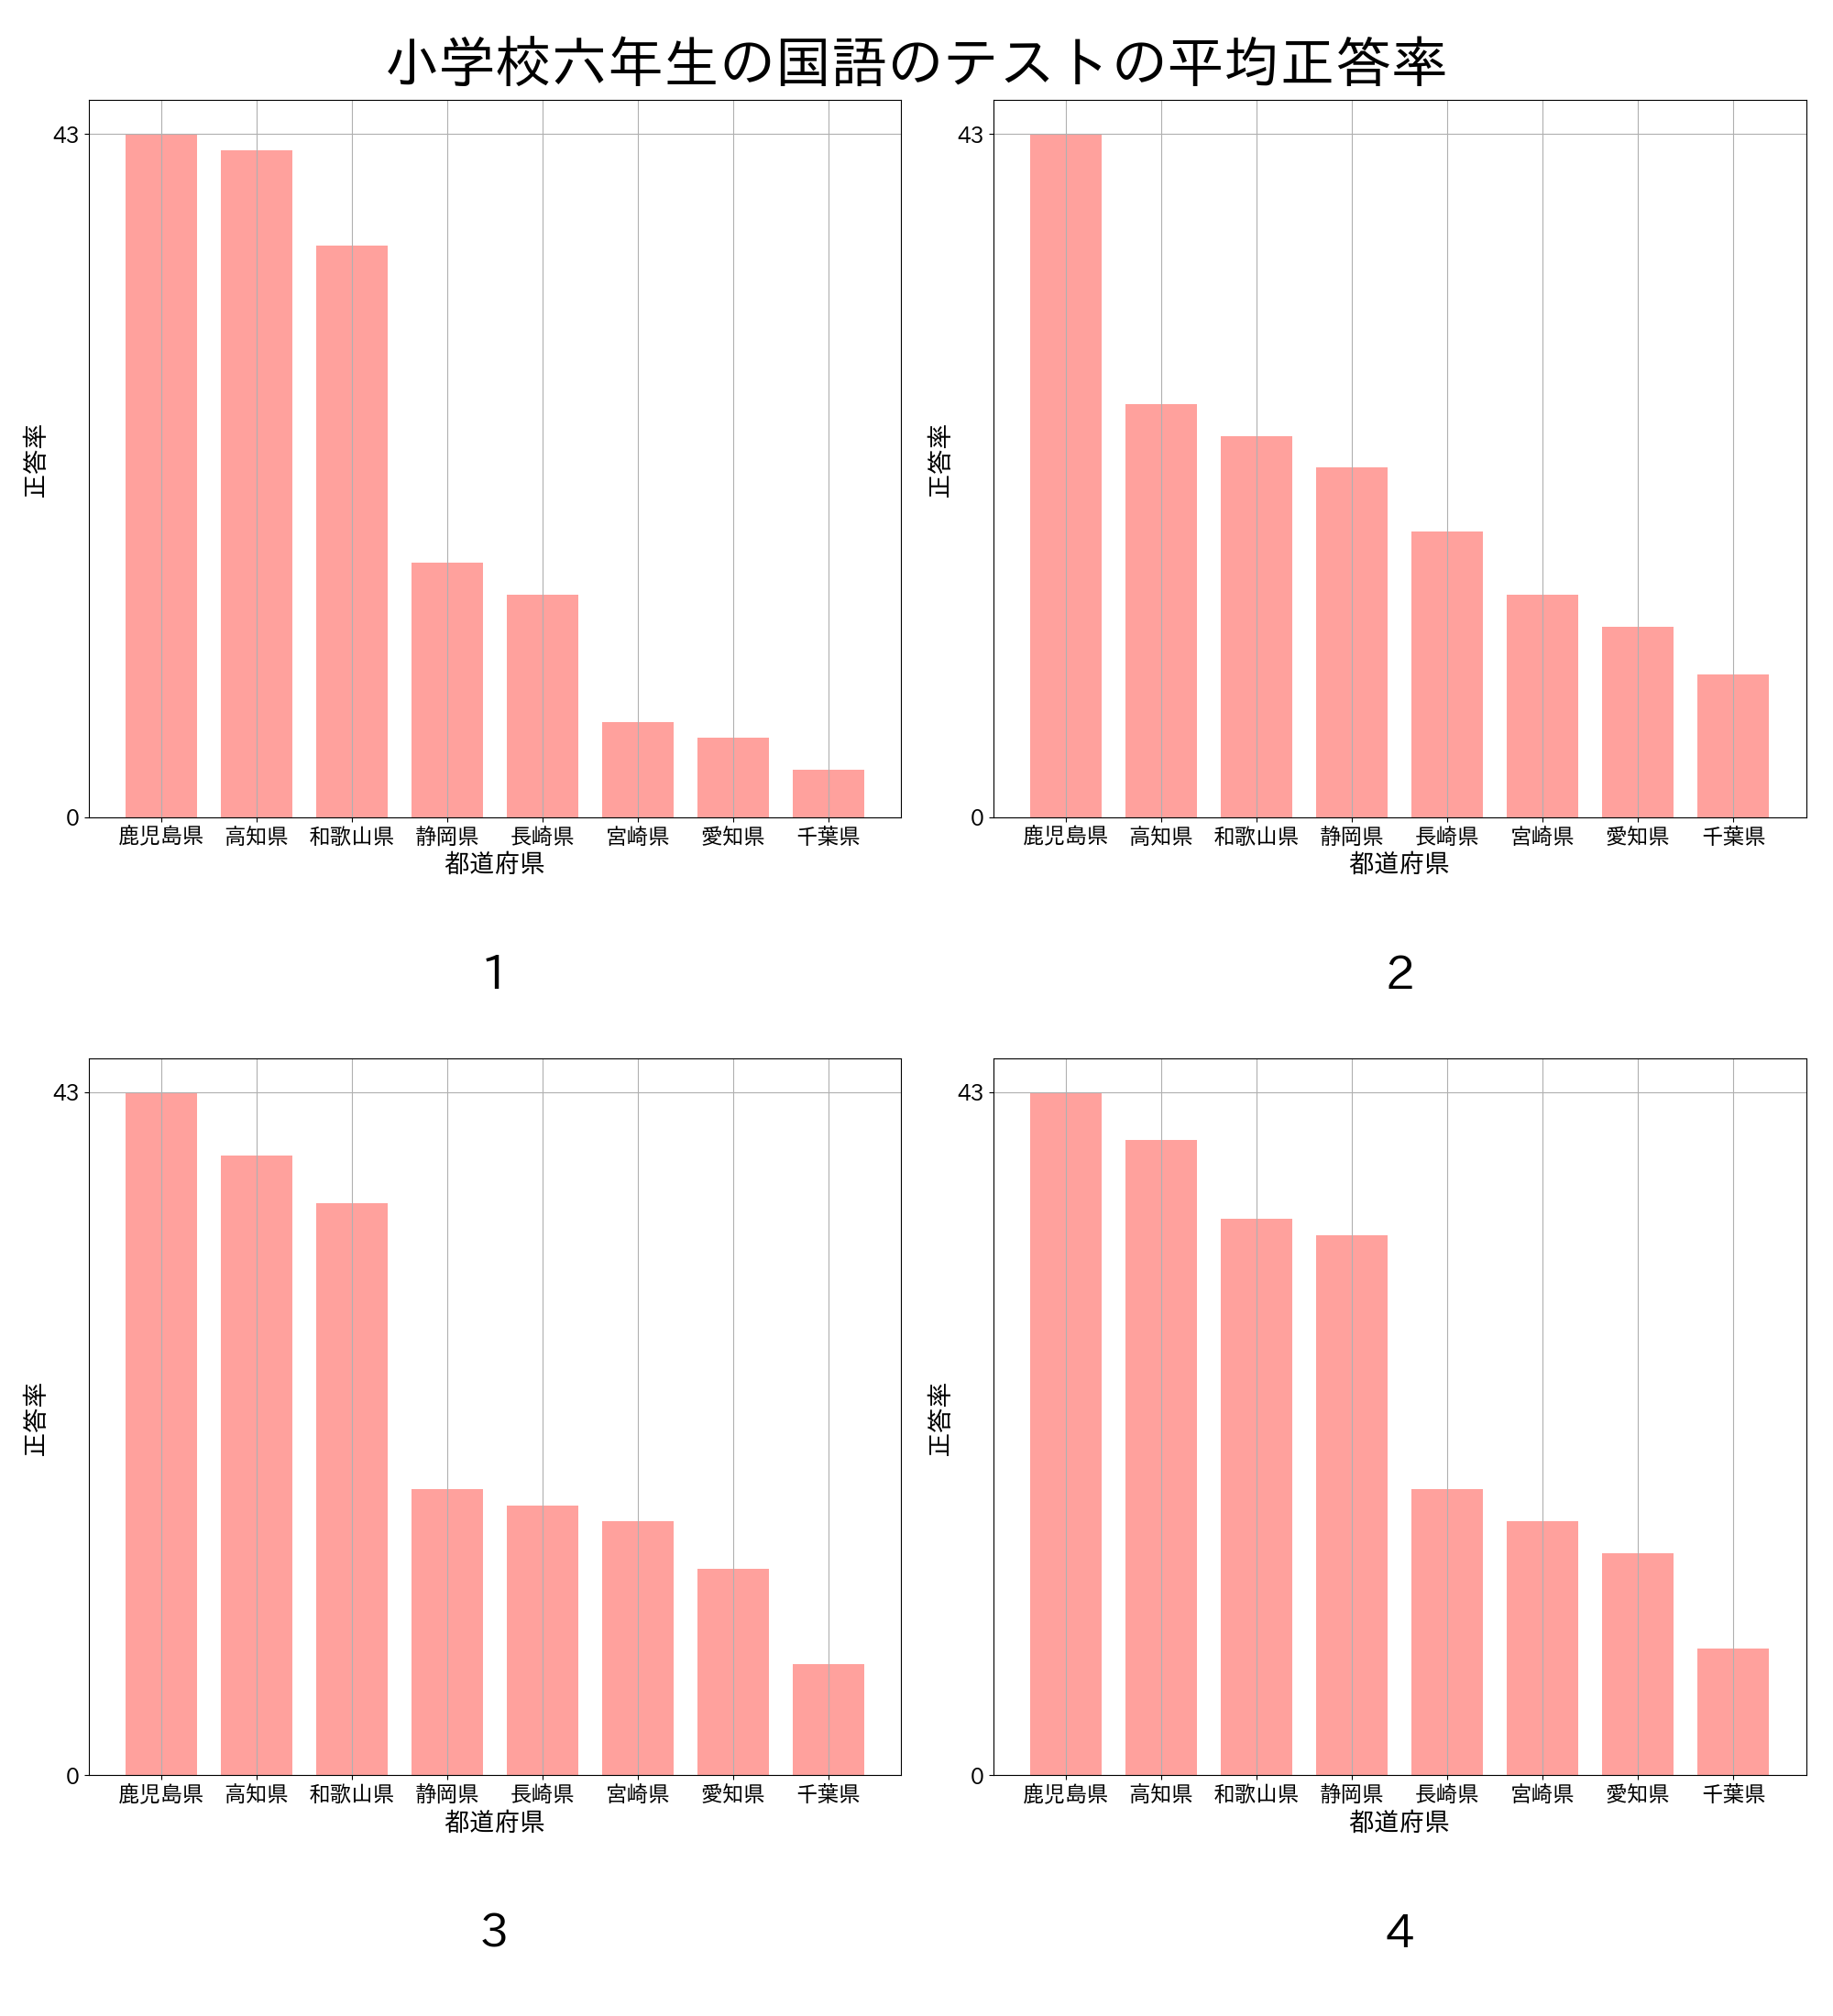 小学校六年生の国語のテストの平均正答率
43
0
正答率
鹿児島県 高知県 和歌山県 静岡県 長崎県 宮崎県 愛知県 千葉県
都道府県
1
43
0
正答率
鹿児島県 高知県 和歌山県 静岡県 長崎県 宮崎県 愛知県 千葉県
都道府県
2
43
0
正答率
鹿児島県 高知県 和歌山県 静岡県 長崎県 宮崎県 愛知県 千葉県
都道府県
3
43
0
正答率
鹿児島県 高知県 和歌山県 静岡県 長崎県 宮崎県 愛知県 千葉県
都道府県
4